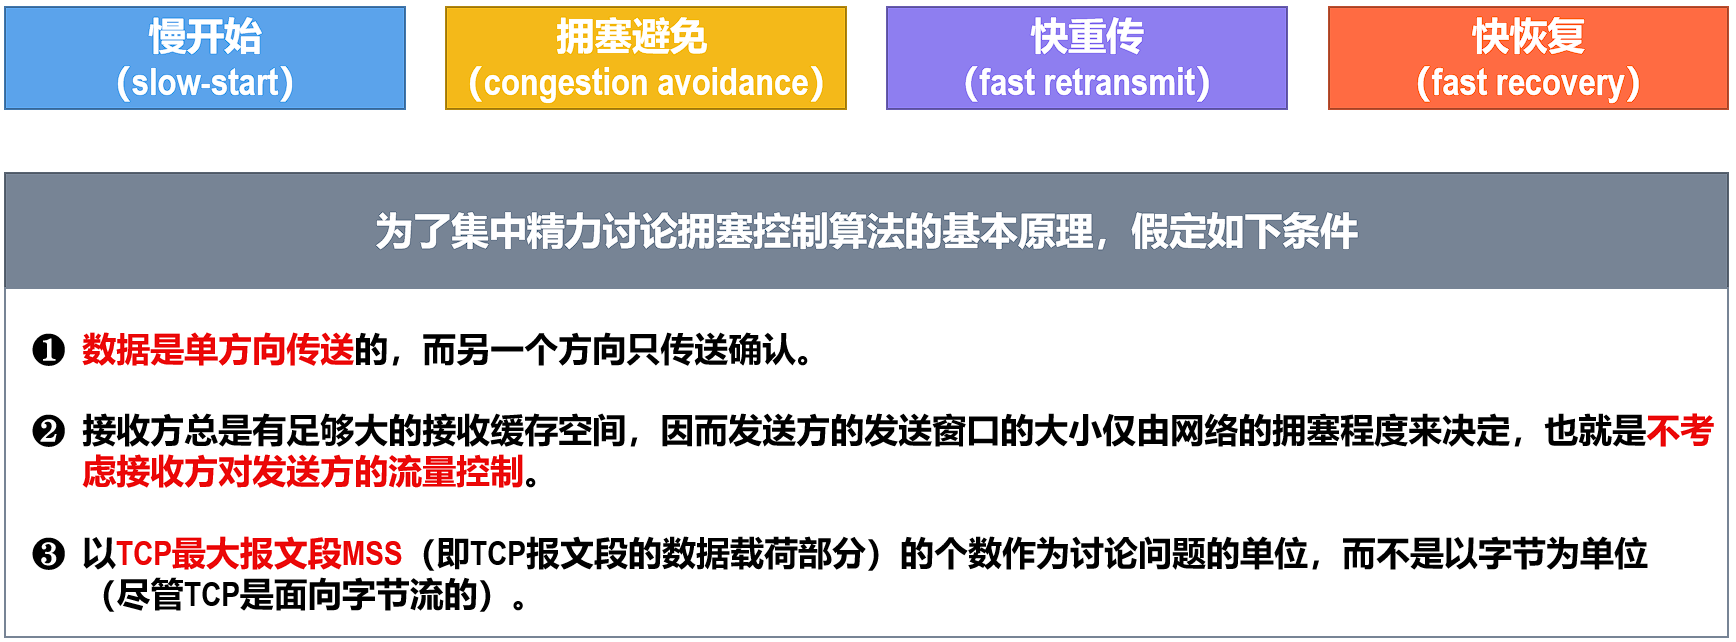 慢开始
（slow-start）
拥塞避免
（congestion avoidance）
快重传
（fast retransmit）
快恢复
（fast recovery）
为了集中精力讨论拥塞控制算法的基本原理，假定如下条件
❶ 数据是单方向传送的，而另一个方向只传送确认。
❷ 接收方总是有足够大的接收缓存空间，因而发送方的发送窗口的大小仅由网络的拥塞程度来决定，也就是不考
虑接收方对发送方的流量控制。
❸ 以TCP最大报文段MSS（即TCP报文段的数据载荷部分）的个数作为讨论问题的单位，而不是以字节为单位
（尽管TCP是面向字节流的）。